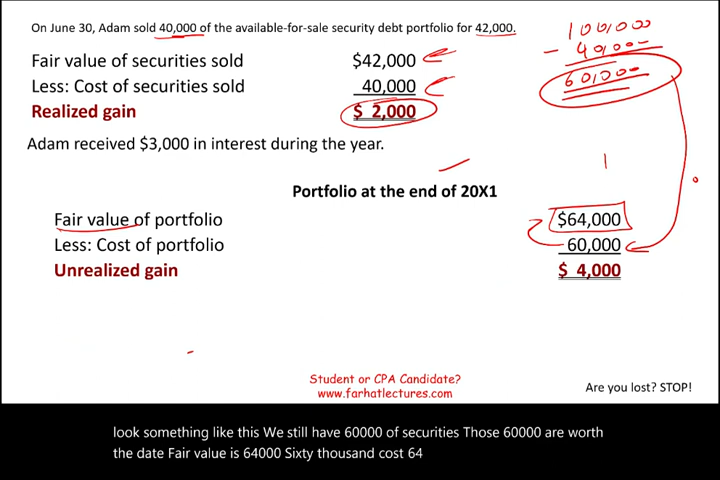 On June 30, Adam sold 40,000 of the available-for-sale security debt portfolio for 42,000.
100,000
- 40,000
60,000
Fair value of securities sold $42,000
Less: Cost of securities sold 40,000
Realized gain $ 2,000
Adam received $3,000 in interest during the year.
Portfolio at the end of 20X1
Fair value of portfolio $64,000
Less: Cost of portfolio 60,000
Unrealized gain $ 4,000
Student or CPA Candidate?
www.farhatlectures.com
Are you lost? STOP!
look something like this We still have 60000 of securities Those 60000 are worth
the date Fair value is 64000 Sixty thousand cost 64